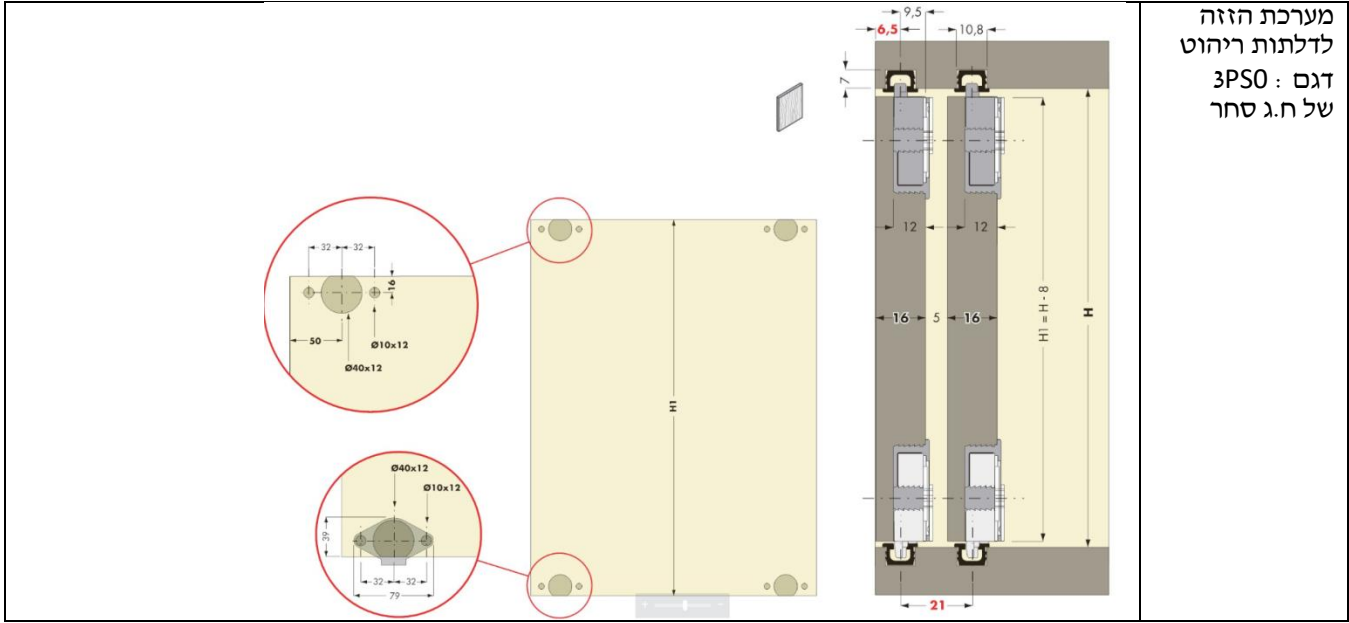 מערכת הזזה
לדלתות ריהוט
דגם : 3PS0
של ח.ג סחר
9,5
6,5
10,8
7
12
12
16
5
16
H1 = H - 8
H
21
32
32
16
50
Ø10x12
Ø40x12
H1
Ø40x12
Ø10x12
39
32
32
79